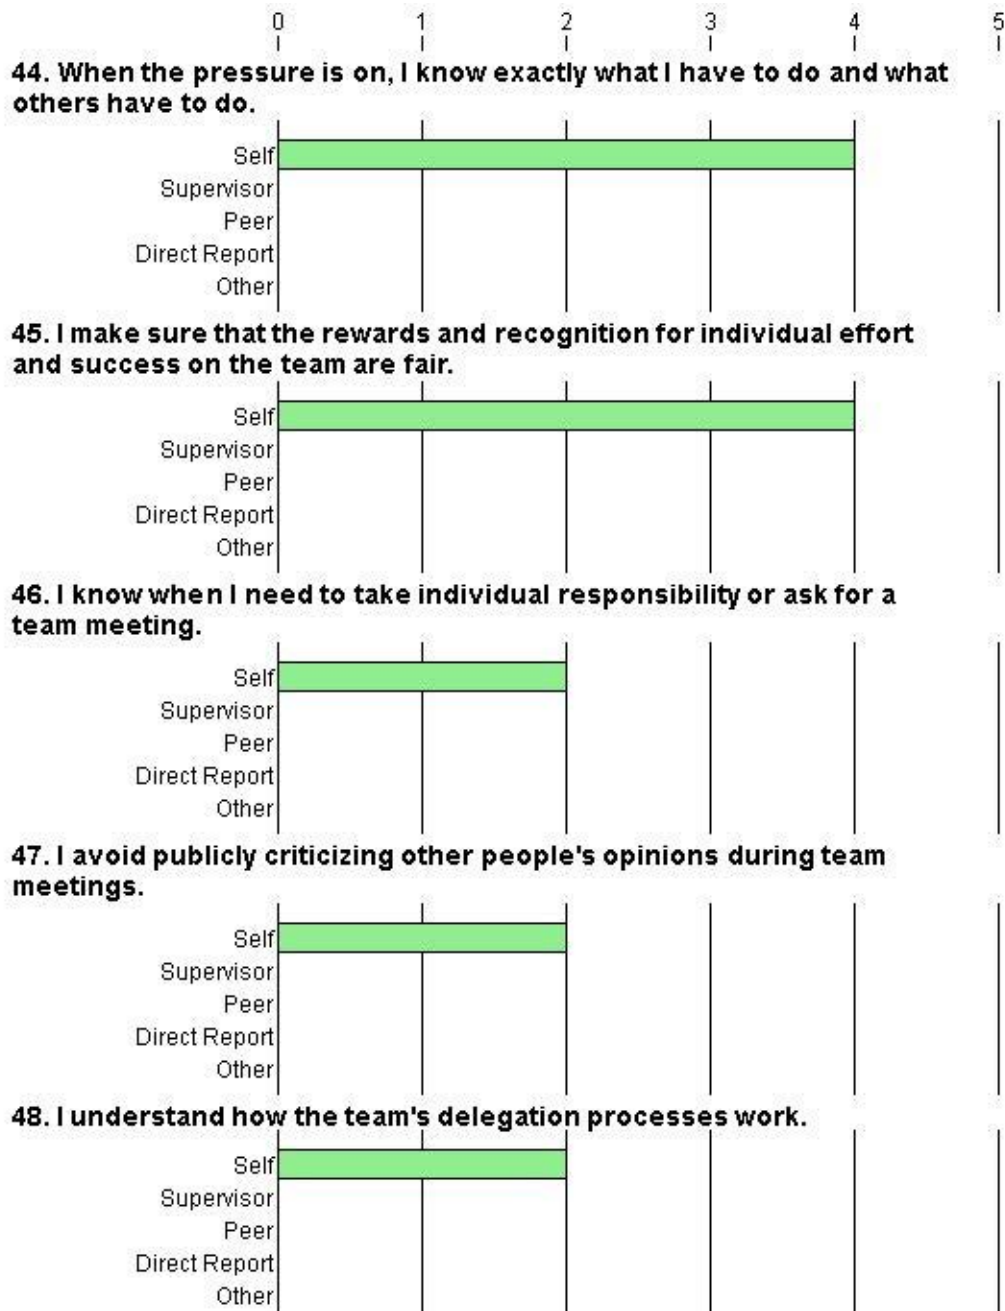 0 1 2 3 4 5
44. When the pressure is on, I know exactly what I have to do and what
others have to do.
Self
Supervisor
Peer
Direct Report
Other
45. I make sure that the rewards and recognition for individual effort
and success on the team are fair.
Self
Supervisor
Peer
Direct Report
Other
46. I know when I need to take individual responsibility or ask for a
team meeting.
Self
Supervisor
Peer
Direct Report
Other
47. I avoid publicly criticizing other people's opinions during team
meetings.
Self
Supervisor
Peer
Direct Report
Other
48. I understand how the team's delegation processes work.
Self
Supervisor
Peer
Direct Report
Other